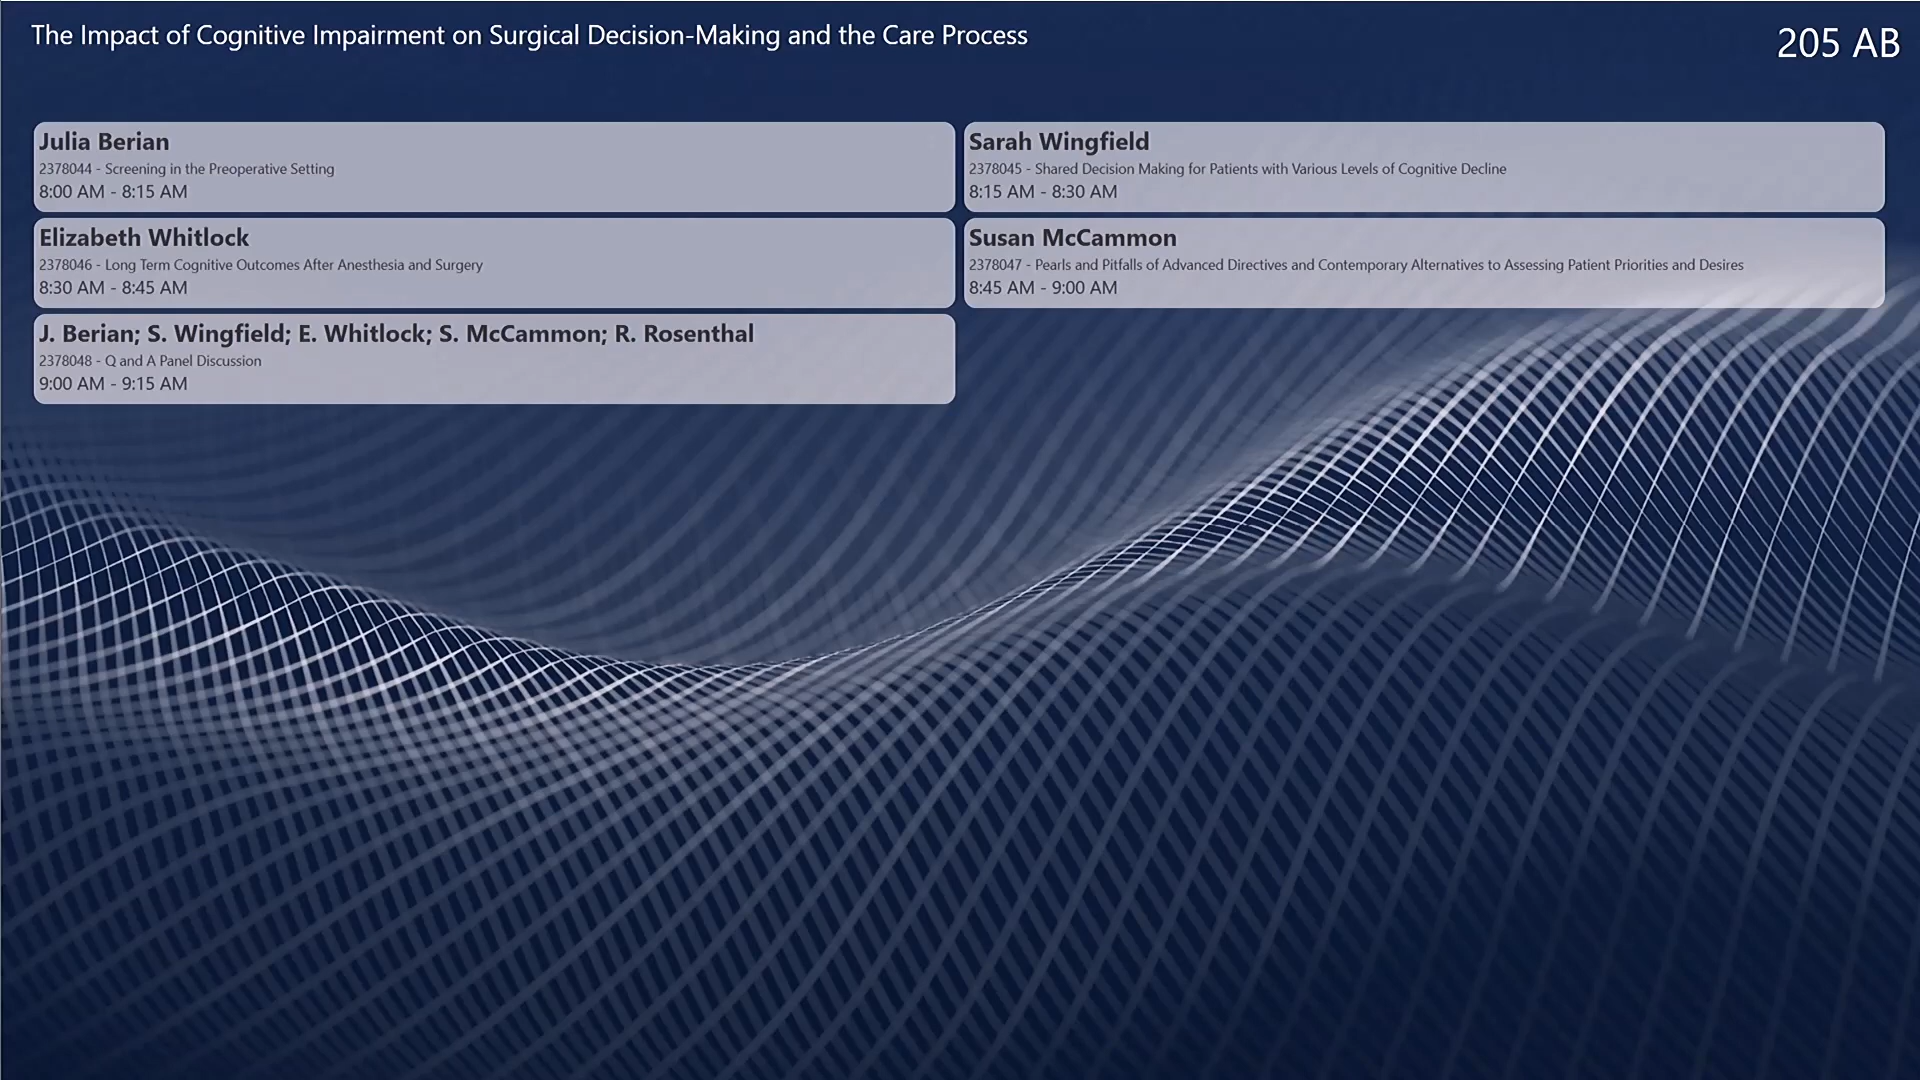 The Impact of Cognitive Impairment on Surgical Decision-Making and the Care Process
205 AB
Julia Berian
2378044 - Screening in the Preoperative Setting
8:00 AM - 8:15 AM
Sarah Wingfield
2378045 - Shared Decision Making for Patients with Various Levels of Cognitive Decline
8:15 AM - 8:30 AM
Elizabeth Whitlock
2378046 - Long Term Cognitive Outcomes After Anesthesia and Surgery
8:30 AM - 8:45 AM
Susan McCammon
2378047 - Pearls and Pitfalls of Advanced Directives and Contemporary Alternatives to Assessing Patient Priorities and Desires
8:45 AM - 9:00 AM
J. Berian; S. Wingfield; E. Whitlock; S. McCammon; R. Rosenthal
2378048 - Q and A Panel Discussion
9:00 AM - 9:15 AM